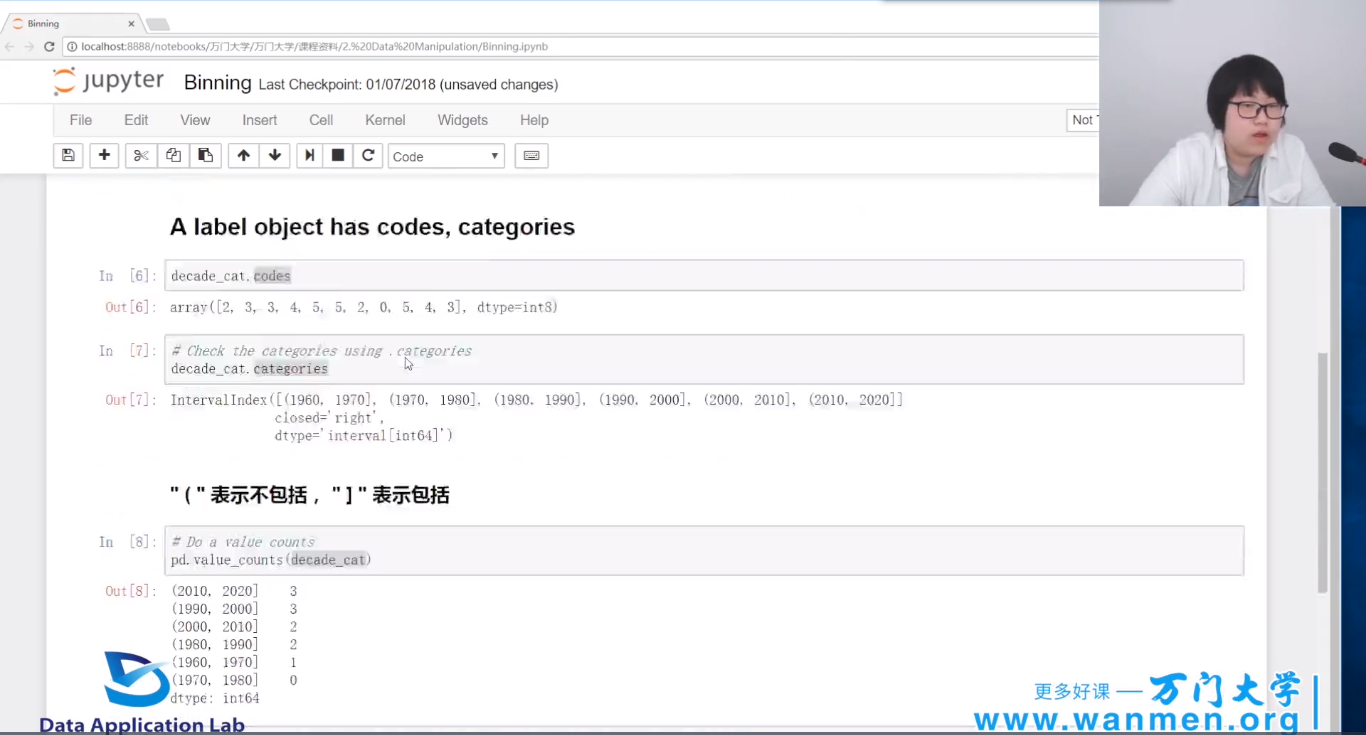 Binning
localhost:8888/notebooks/万门大学/万门大学/课程资料/2.%20Data%20Manipulation/Binning.ipynb
jupyter Binning Last Checkpoint: 01/07/2018 (unsaved changes)
File Edit View Insert Cell Kernel Widgets Help Not
Code
A label object has codes, categories
In [6]: decade_cat.codes
Out[6]: array([2, 3, 3, 4, 5, 5, 2, 0, 5, 4, 3], dtype=int8)
In [7]: # Check the categories using .categories
decade_cat.categories
Out[7]: IntervalIndex([(1960, 1970], (1970, 1980], (1980, 1990], (1990, 2000], (2000, 2010], (2010, 2020]]
closed='right',
dtype='interval[int64]')
"("表示不包括，"]"表示包括
In [8]: # Do a value counts
pd.value_counts(decade_cat)
Out[8]: (2010, 2020] 3
(1990, 2000] 3
(2000, 2010] 2
(1980, 1990] 2
(1960, 1970] 1
(1970, 1980] 0
dtype: int64
Data Application Lab
更多好课 — 万门大学
www.wanmen.org